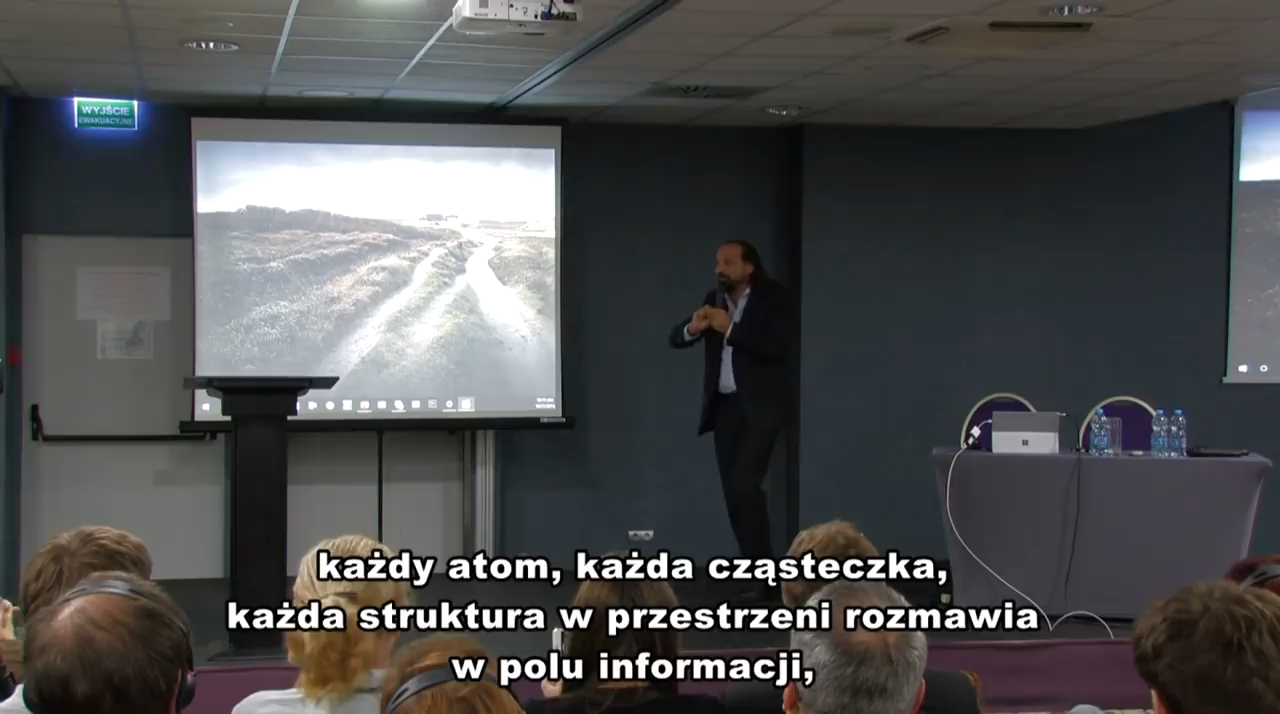 WYJŚCIE
EWAKUACYJNE
każdy atom, każda cząsteczka,
każda struktura w przestrzeni rozmawia
w polu informacji,